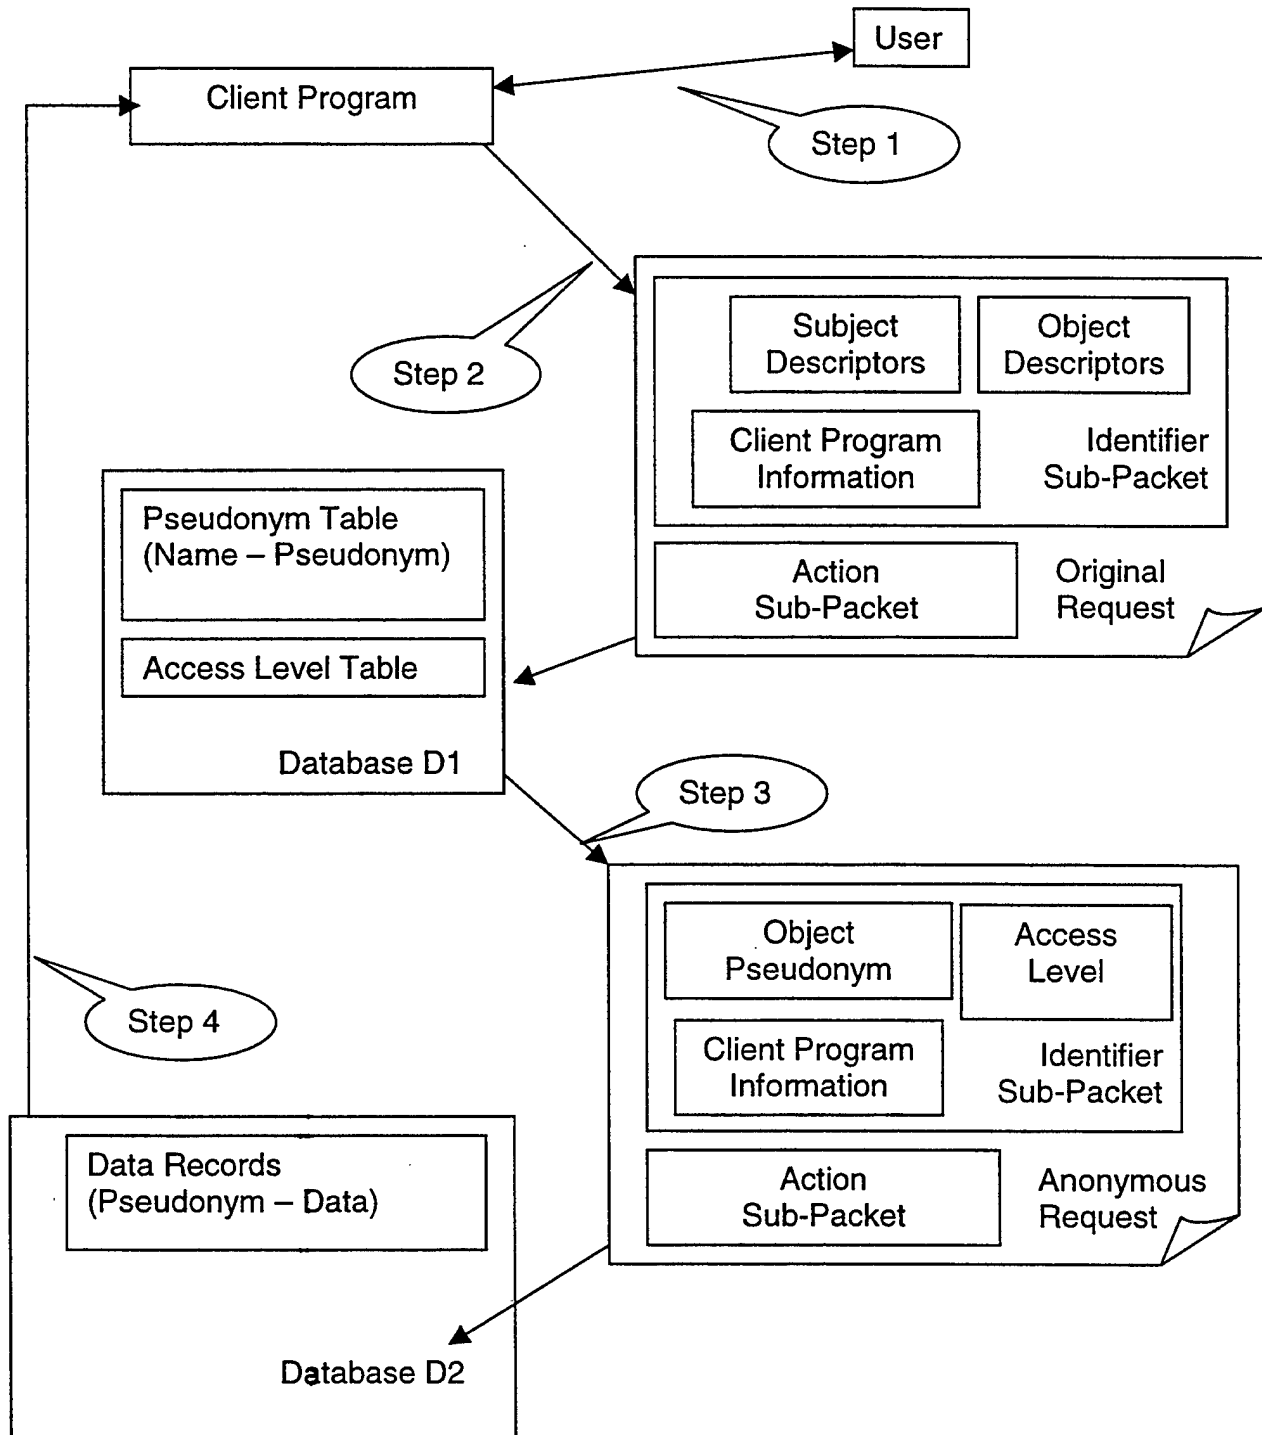 User
Client Program
Step 1
Subject
Descriptors
Object
Descriptors
Step 2
Client Program
Information
Identifier
Sub-Packet
Pseudonym Table
(Name – Pseudonym)
Action
Sub-Packet
Original
Request
Access Level Table
Database D1
Step 3
Object
Pseudonym
Access
Level
Step 4
Client Program
Information
Identifier
Sub-Packet
Data Records
(Pseudonym – Data)
Action
Sub-Packet
Anonymous
Request
Database D2